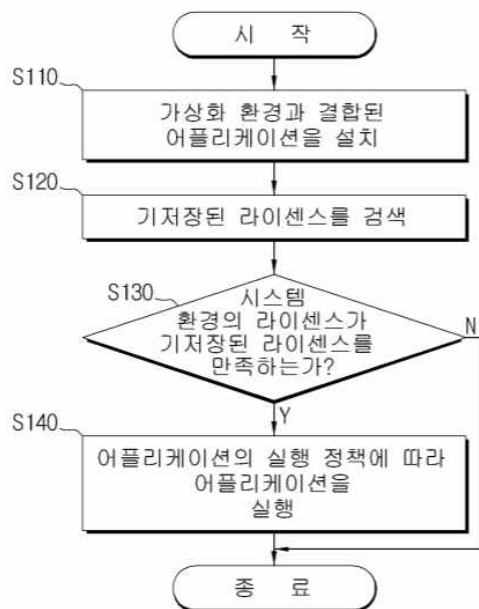 시 작
S110
가상화 환경과 결합된
어플리케이션을 설치
S120
기저장된 라이센스를 검색
S130
시스템
환경의 라이센스가
기저장된 라이센스를
만족하는가?
N
Y
S140
어플리케이션의 실행 정책에 따라
어플리케이션을
실행
종 료